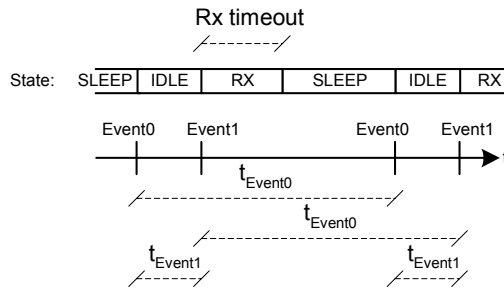 Rx timeout
State: SLEEP IDLE RX SLEEP IDLE RX
Event0 Event1 Event0 Event1
t
tEvent0
tEvent0
tEvent1 tEvent1